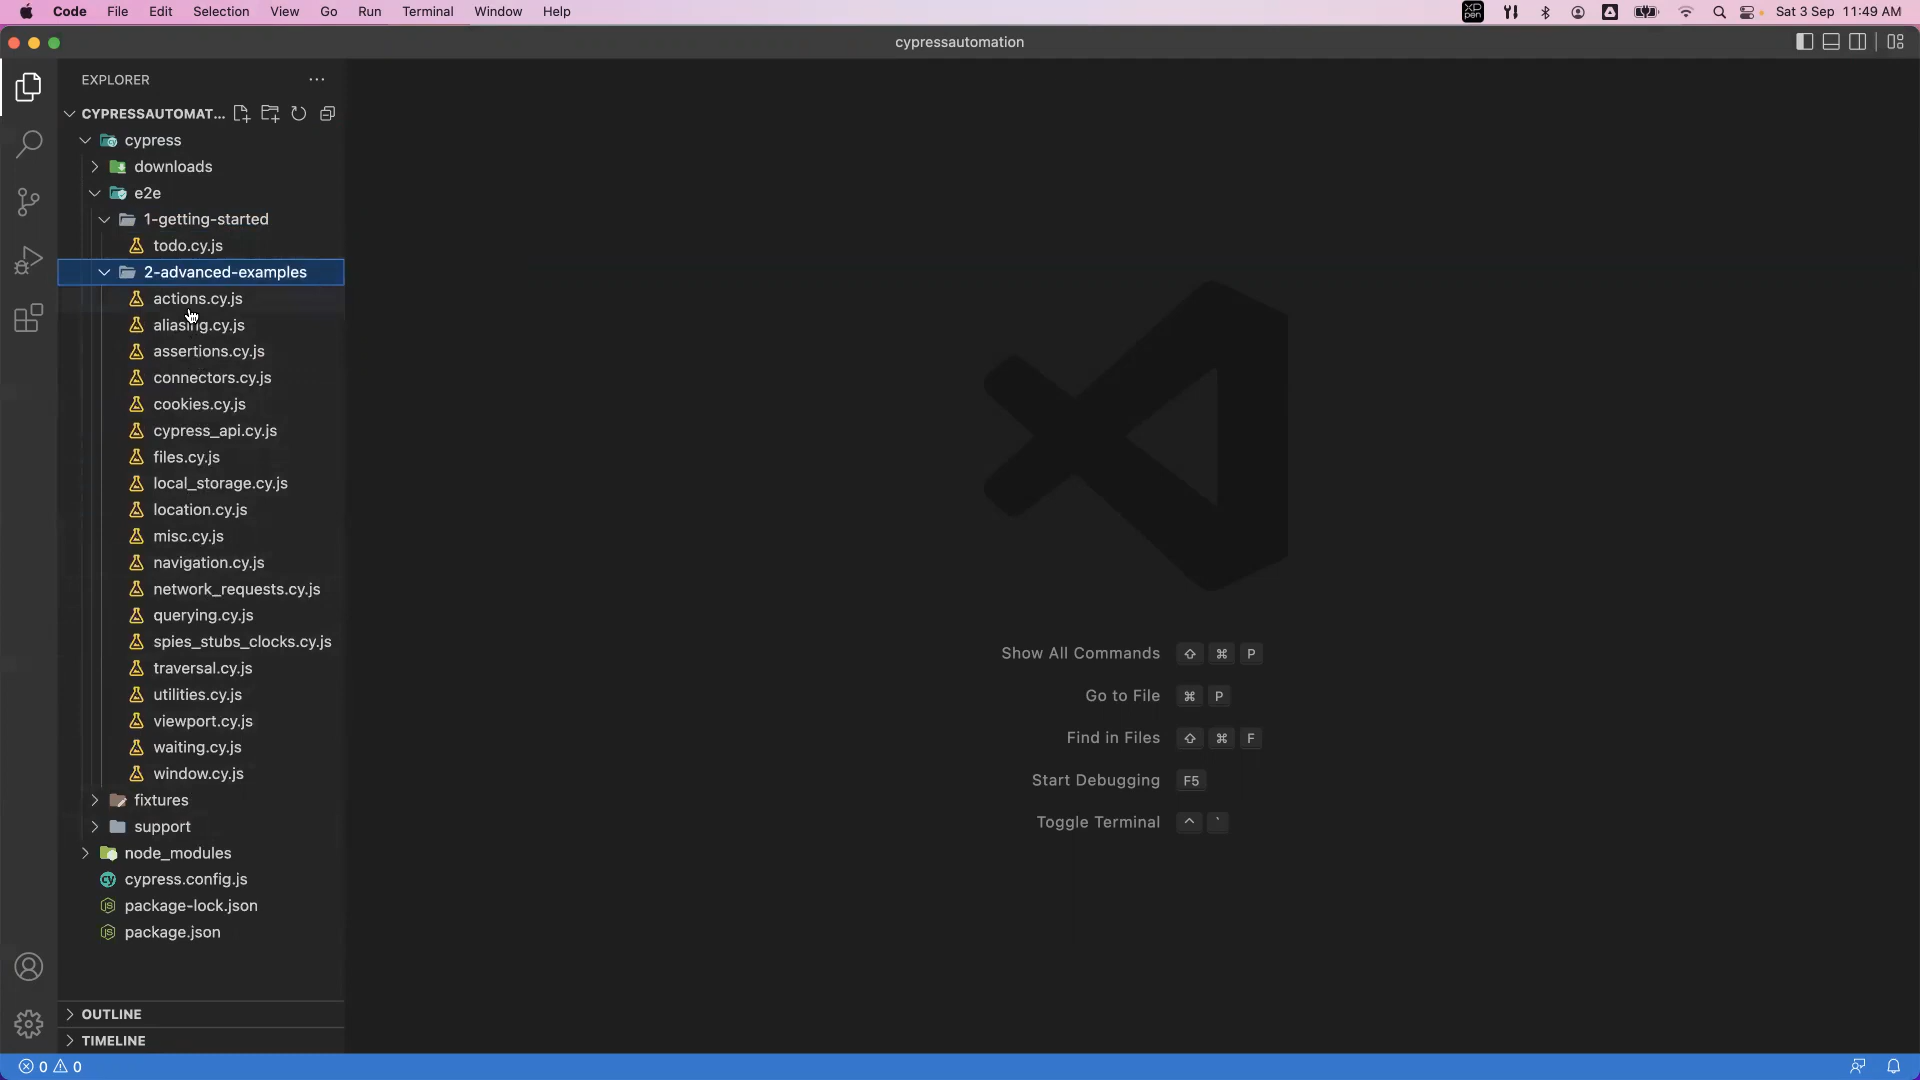 Code File Edit Selection View Go Run Terminal Window Help
XP PEN
Sat 3 Sep 11:49 AM
cypressautomation
EXPLORER
CYPRESSAUTOMAT...
cypress
downloads
e2e
1-getting-started
todo.cy.js
2-advanced-examples
actions.cy.js
aliasing.cy.js
assertions.cy.js
connectors.cy.js
cookies.cy.js
cypress_api.cy.js
files.cy.js
local_storage.cy.js
location.cy.js
misc.cy.js
navigation.cy.js
network_requests.cy.js
querying.cy.js
spies_stubs_clocks.cy.js
traversal.cy.js
utilities.cy.js
viewport.cy.js
waiting.cy.js
window.cy.js
fixtures
support
node_modules
cypress.config.js
package-lock.json
package.json
OUTLINE
TIMELINE
Show All Commands ⇧ ⌘ P
Go to File ⌘ P
Find in Files ⇧ ⌘ F
Start Debugging F5
Toggle Terminal ^ `
0 0